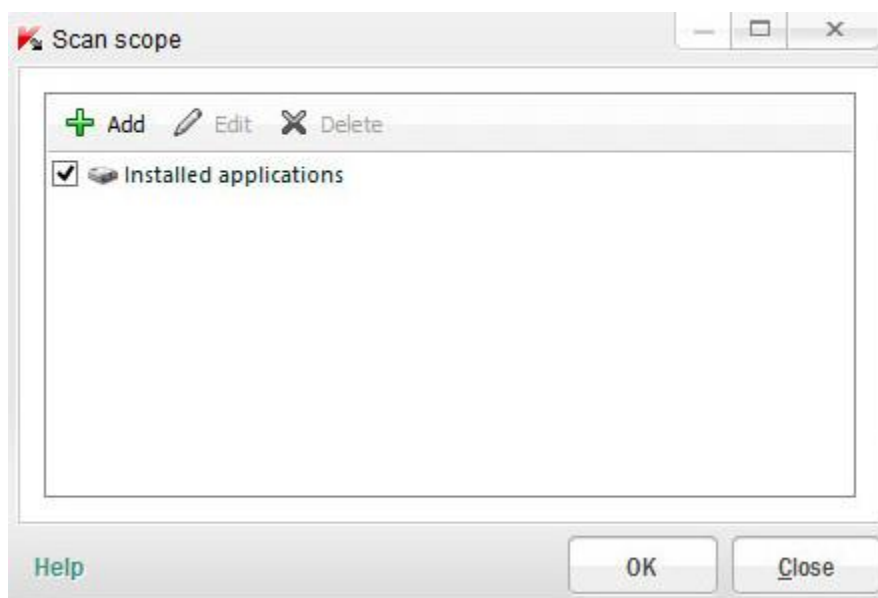 Scan scope
Add Edit Delete
Installed applications
Help OK Close